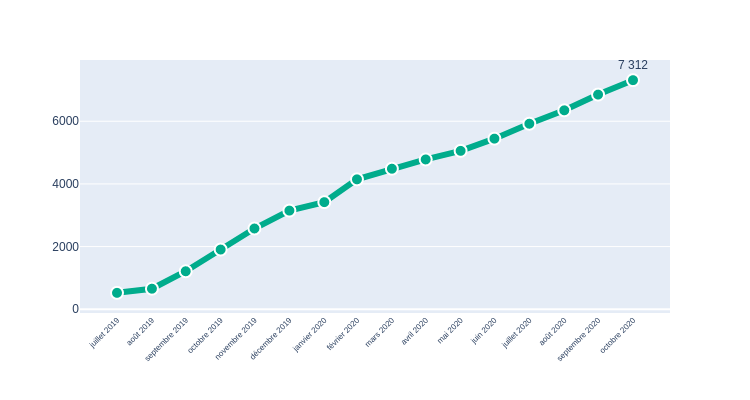 7 312
6000
4000
2000
0
juillet 2019
août 2019
septembre 2019
octobre 2019
novembre 2019
décembre 2019
janvier 2020
février 2020
mars 2020
avril 2020
mai 2020
juin 2020
juillet 2020
août 2020
septembre 2020
octobre 2020